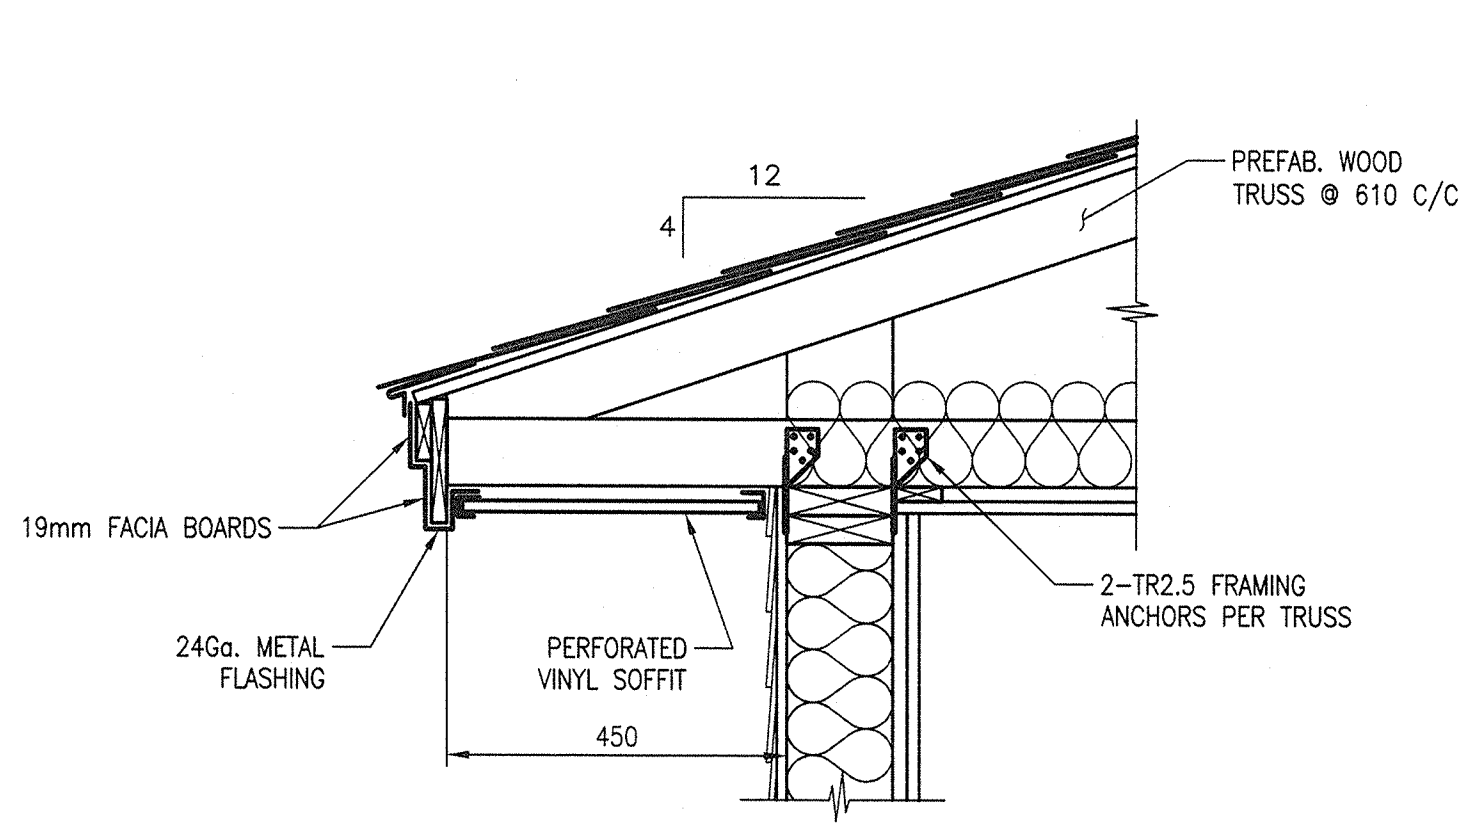 12
4
PREFAB. WOOD
TRUSS @ 610 C/C
19mm FACIA BOARDS
24Ga. METAL
FLASHING
PERFORATED
VINYL SOFFIT
2-TR2.5 FRAMING
ANCHORS PER TRUSS
450